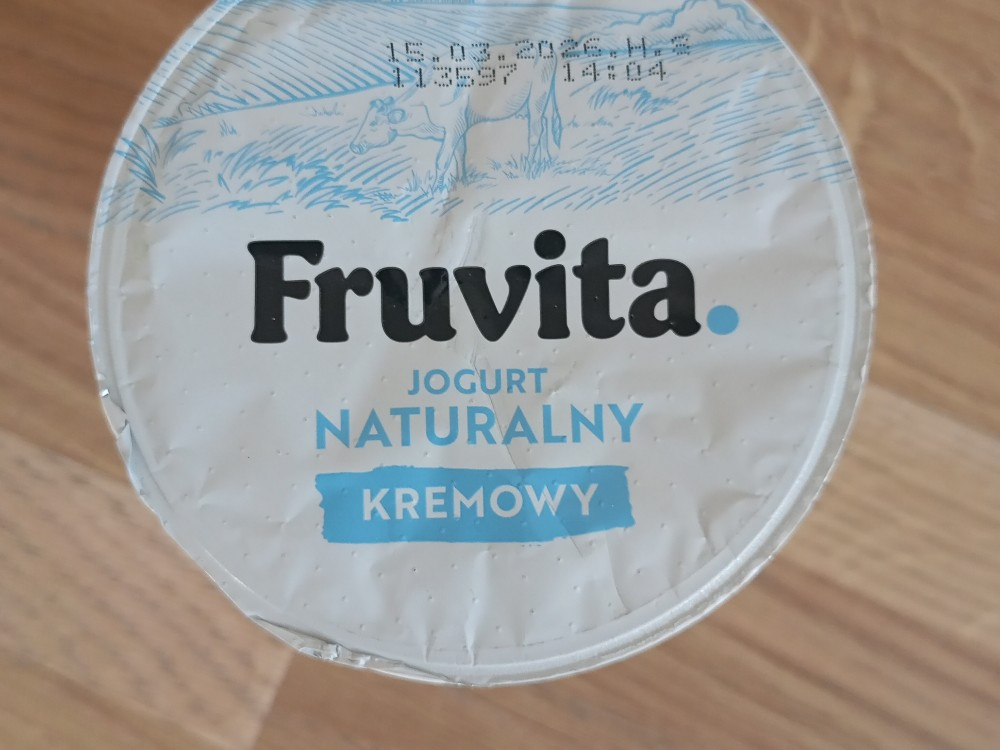 15.03.2026.H.2
113597 14:04
Fruvita.
JOGURT
NATURALNY
KREMOWY